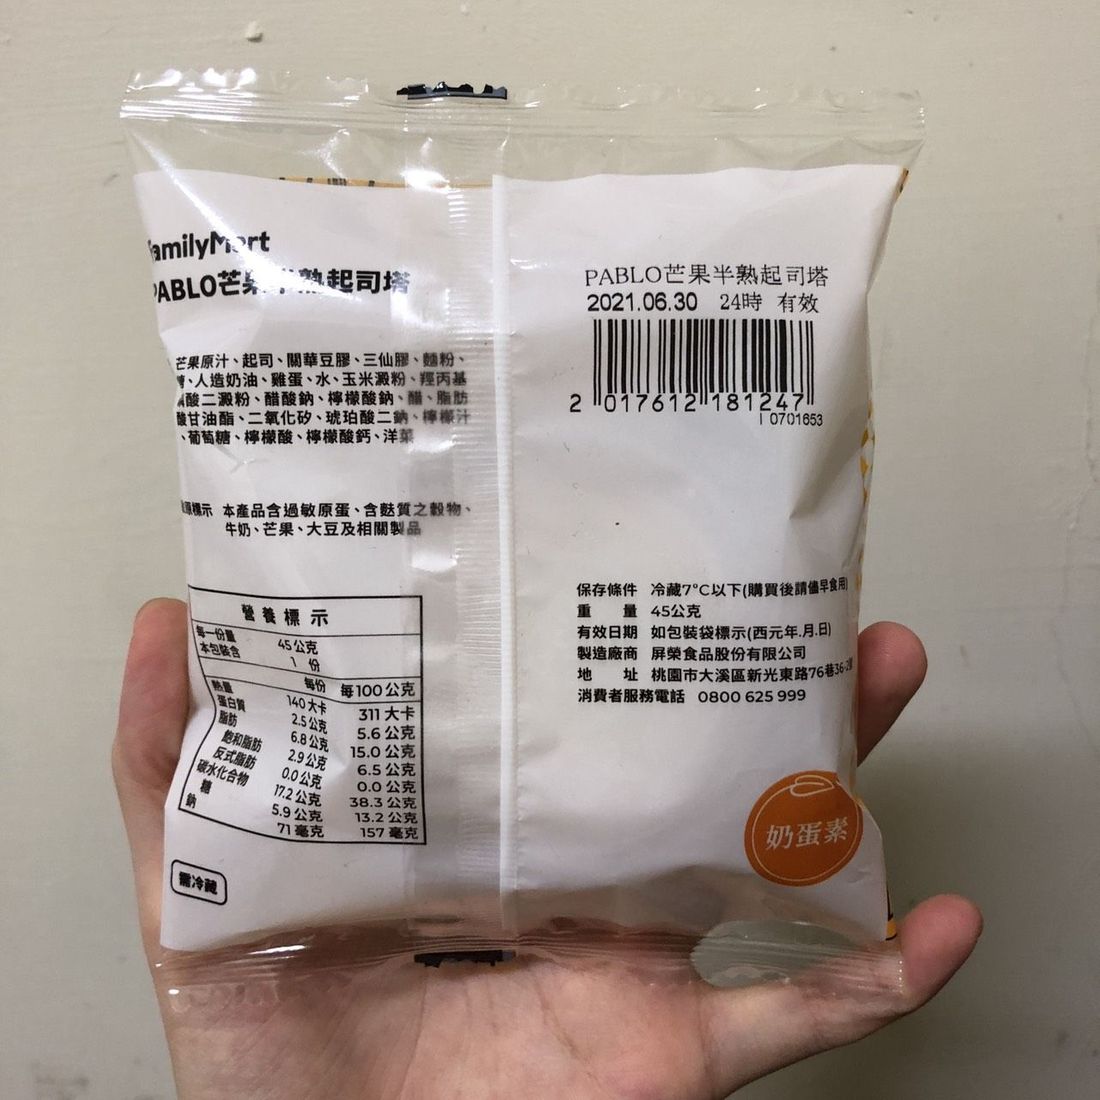 FamilyMart
PABLO芒果半熟起司塔
芒果原汁、起司、關華豆膠、三仙膠、麵粉、
糖、人造奶油、雞蛋、水、玉米澱粉、羥丙基
磷酸二澱粉、醋酸鈉、檸檬酸鈉、醋、脂肪
酸甘油酯、二氧化矽、琥珀酸二鈉、檸檬汁
、葡萄糖、檸檬酸、檸檬酸鈣、洋菜
標示 本產品含過敏原蛋、含麩質之穀物、
牛奶、芒果、大豆及相關製品
營養標示
每一份量 45公克
本包裝含 1 份
每份 每100公克
熱量 140大卡 311大卡
蛋白質 2.5公克 5.6公克
脂肪 6.8公克 15.0公克
飽和脂肪 2.9公克 6.5公克
反式脂肪 0.0公克 0.0公克
碳水化合物 17.2公克 38.3公克
糖 5.9公克 13.2公克
鈉 71毫克 157毫克
需冷藏
PABLO芒果半熟起司塔
2021.06.30 24時 有效
2 017612 181247
I 0701653
保存條件 冷藏7°C以下(購買後請儘早食用)
重量 45公克
有效日期 如包裝袋標示(西元年.月.日)
製造廠商 屏榮食品股份有限公司
地址 桃園市大溪區新光東路76巷36-2號
消費者服務電話 0800 625 999
奶蛋素